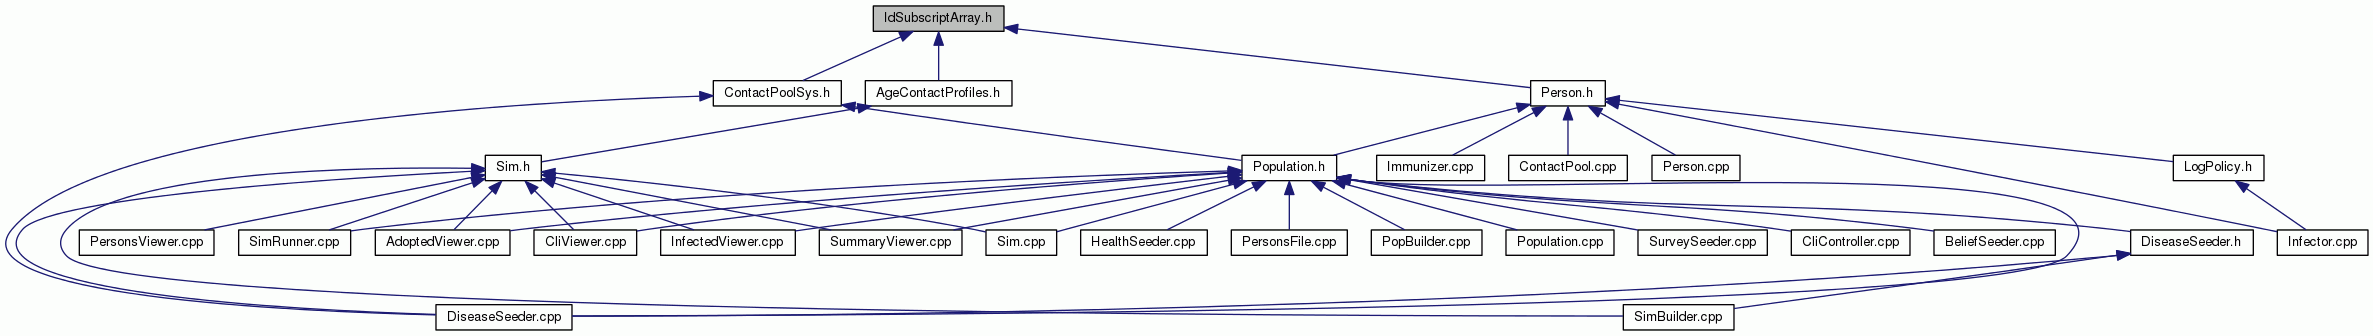 IdSubscriptArray.h
ContactPoolSys.h
AgeContactProfiles.h
Person.h
Sim.h
Population.h
Immunizer.cpp
ContactPool.cpp
Person.cpp
LogPolicy.h
PersonsViewer.cpp
SimRunner.cpp
AdoptedViewer.cpp
CliViewer.cpp
InfectedViewer.cpp
SummaryViewer.cpp
Sim.cpp
HealthSeeder.cpp
PersonsFile.cpp
PopBuilder.cpp
Population.cpp
SurveySeeder.cpp
CliController.cpp
BeliefSeeder.cpp
DiseaseSeeder.h
Infector.cpp
DiseaseSeeder.cpp
SimBuilder.cpp